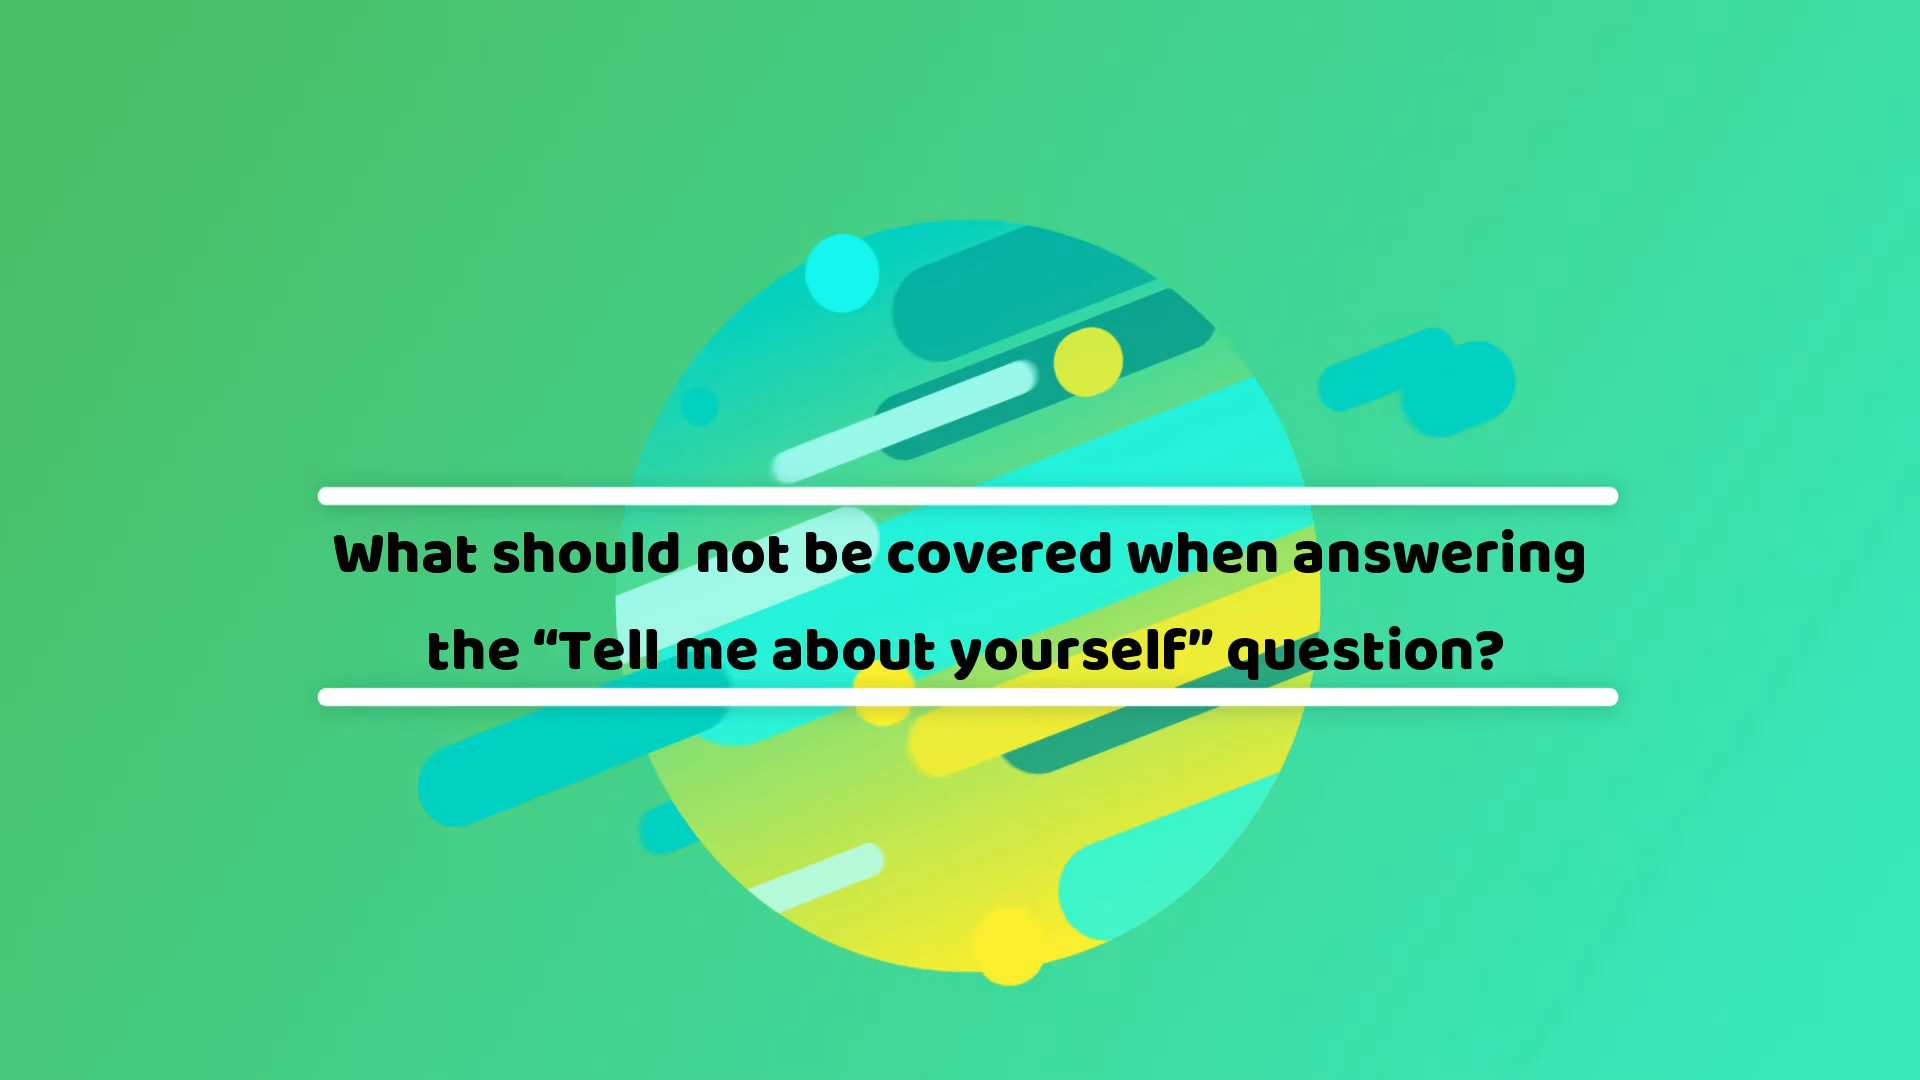 What should not be covered when answering
the “Tell me about yourself” question?